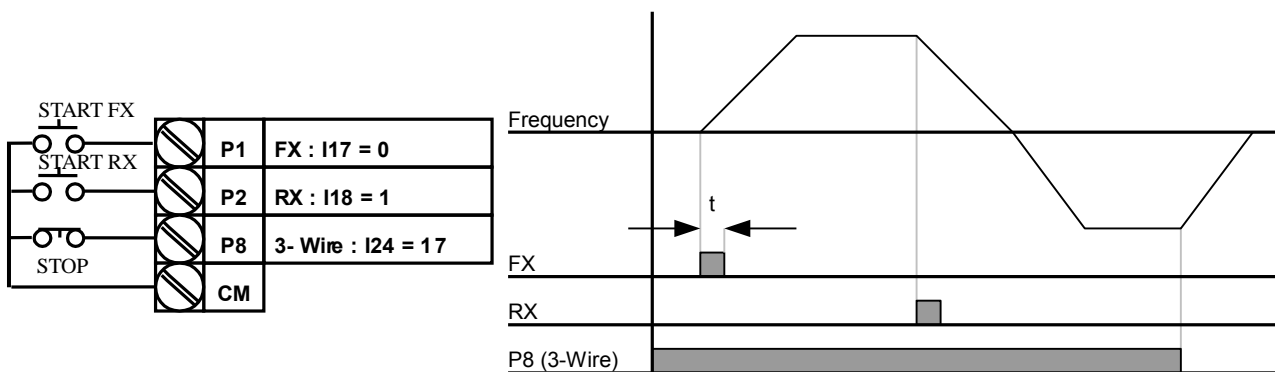 START FX
P1 FX : I17 = 0
START RX
P2 RX : I18 = 1
P8 3- Wire : I24 = 17
STOP
CM
Frequency
t
FX
RX
P8 (3-Wire)